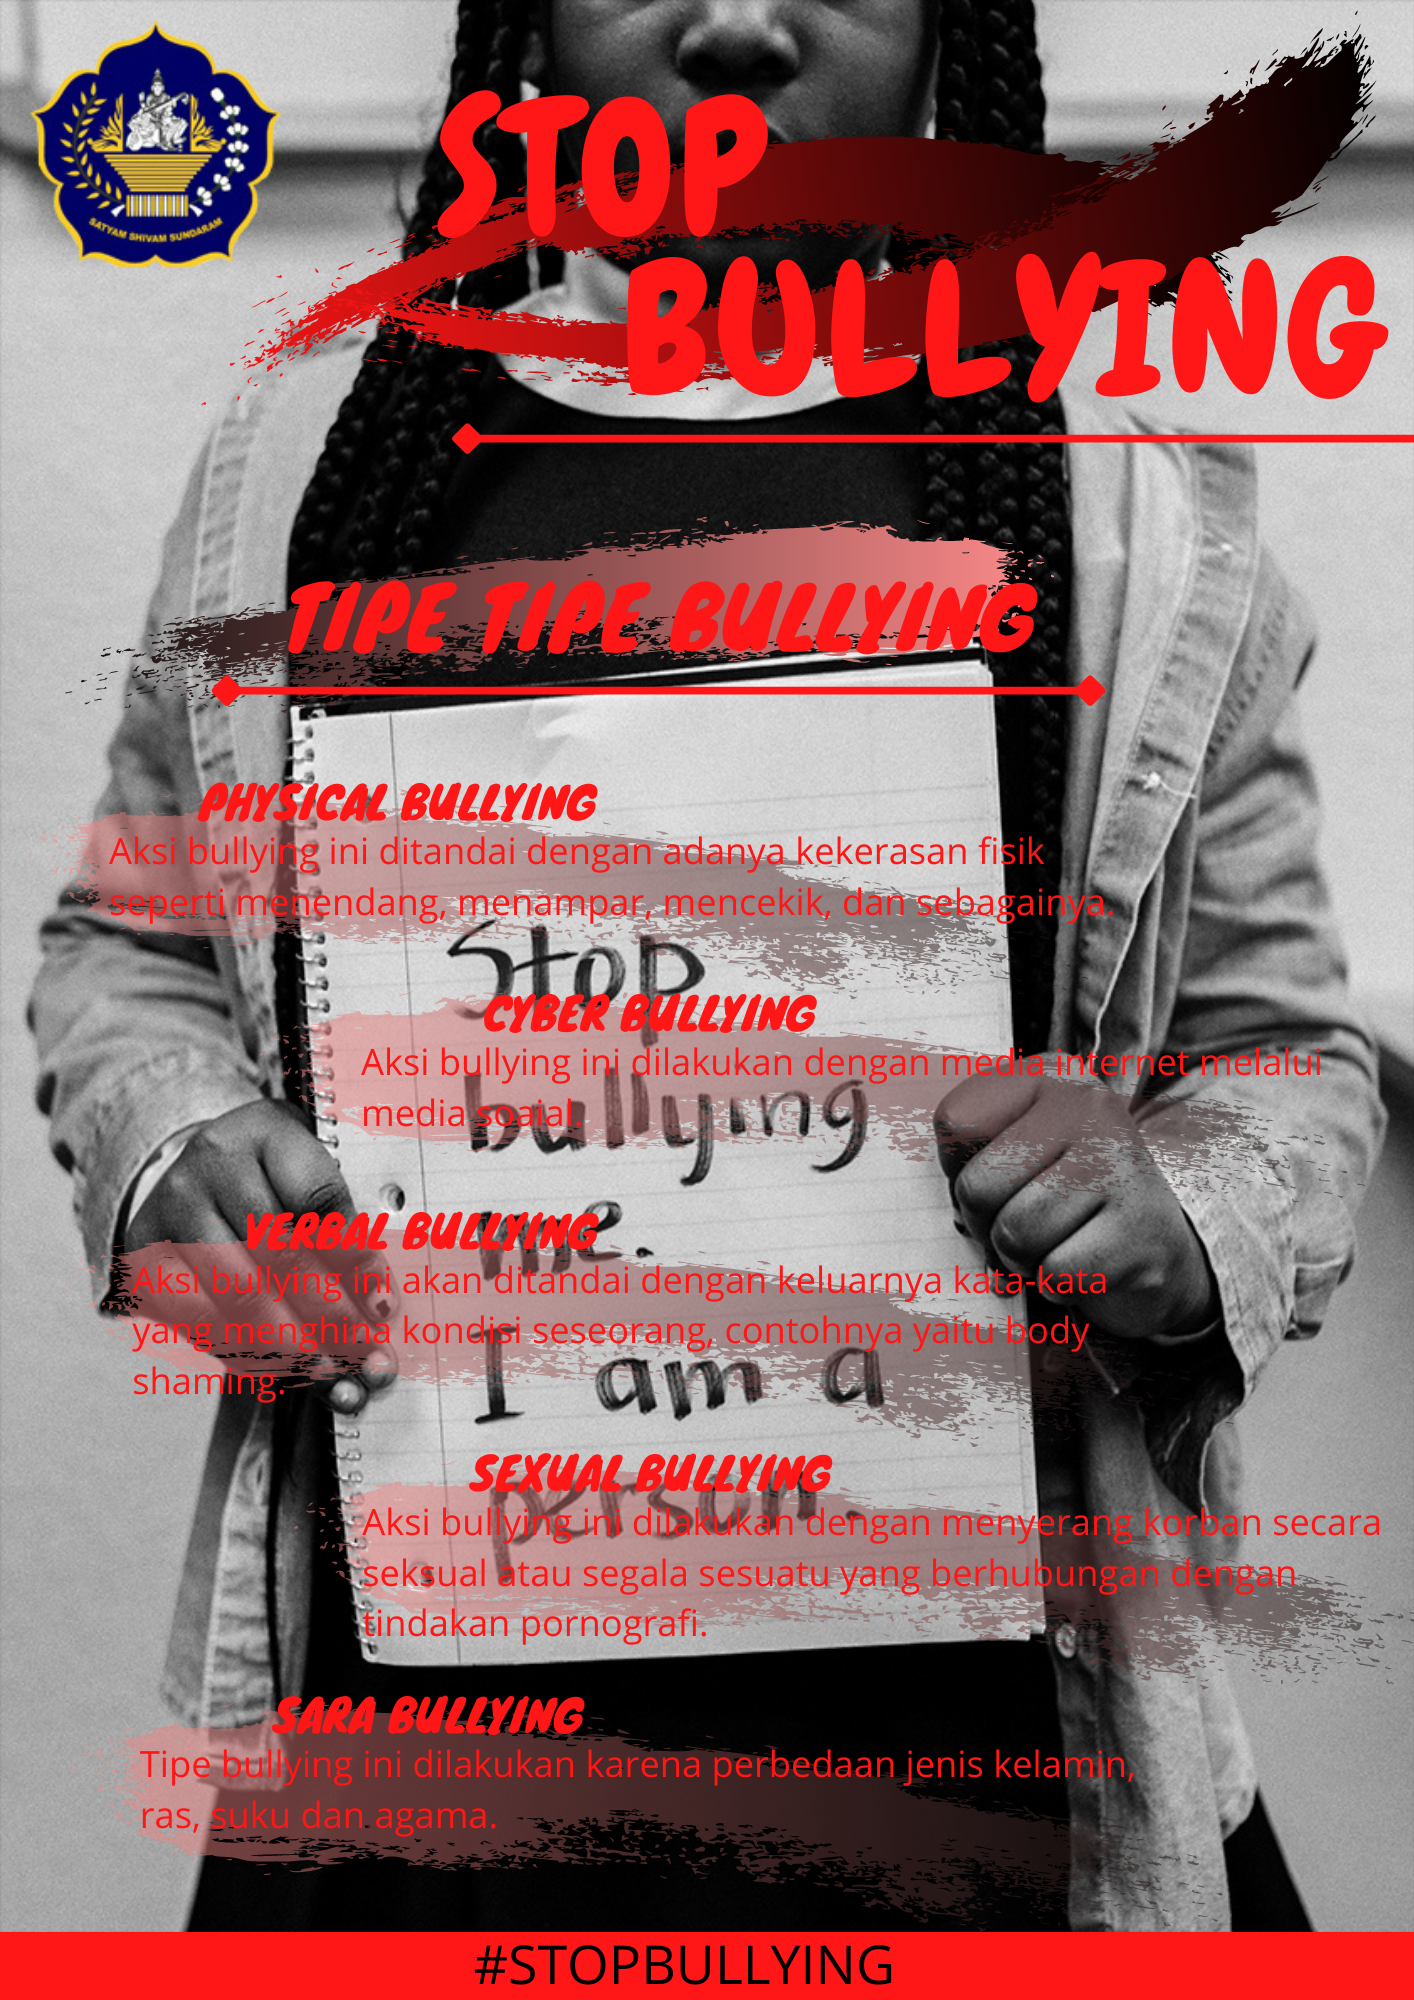 SATYAM SHIVAM SUNDARAM
STOP
BULLYING
TIPE TIPE BULLYING
PHYSICAL BULLYING
Aksi bullying ini ditandai dengan adanya kekerasan fisik
seperti menendang, menampar, mencekik, dan sebagainya.
Stop
CYBER BULLYING
Aksi bullying ini dilakukan dengan media internet melalui
media soaial.
bullying
me.
VERBAL BULLYING
Aksi bullying ini akan ditandai dengan keluarnya kata-kata
yang menghina kondisi seseorang, contohnya yaitu body
shaming.
I am a
person.
SEXUAL BULLYING
Aksi bullying ini dilakukan dengan menyerang korban secara
seksual atau segala sesuatu yang berhubungan dengan
tindakan pornografi.
SARA BULLYING
Tipe bullying ini dilakukan karena perbedaan jenis kelamin,
ras, suku dan agama.
#STOPBULLYING